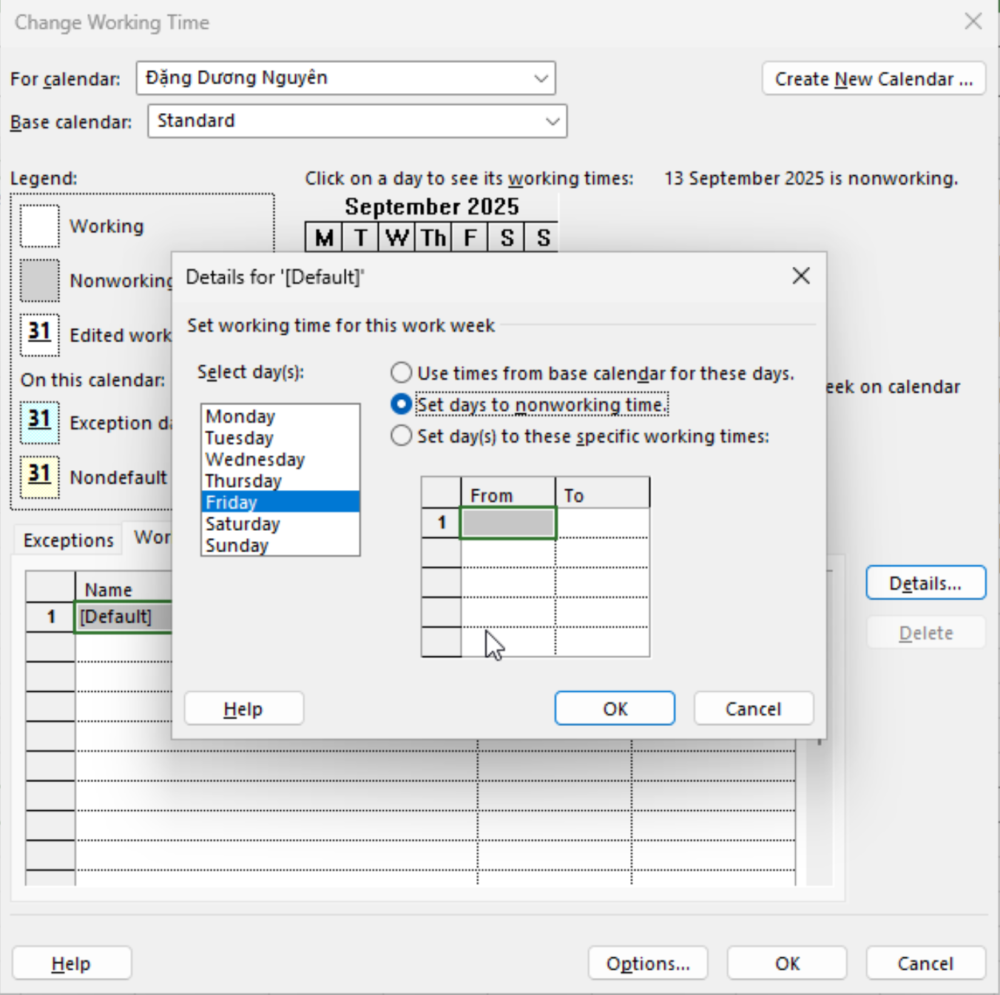 Change Working Time
For calendar: Đặng Dương Nguyên
Create New Calendar ...
Base calendar: Standard
Legend:
Click on a day to see its working times:
13 September 2025 is nonworking.
Working
September 2025
M T W Th F S S
Nonworking
31 Edited work
On this calendar:
31 Exception da
31 Nondefault
eek on calendar
Details for '[Default]'
Set working time for this work week
Select day(s):
Monday
Tuesday
Wednesday
Thursday
Friday
Saturday
Sunday
Use times from base calendar for these days.
Set days to nonworking time.
Set day(s) to these specific working times:
From To
1
Help
OK
Cancel
Exceptions
Wor
Name
1 [Default]
Details...
Delete
Help
Options...
OK
Cancel